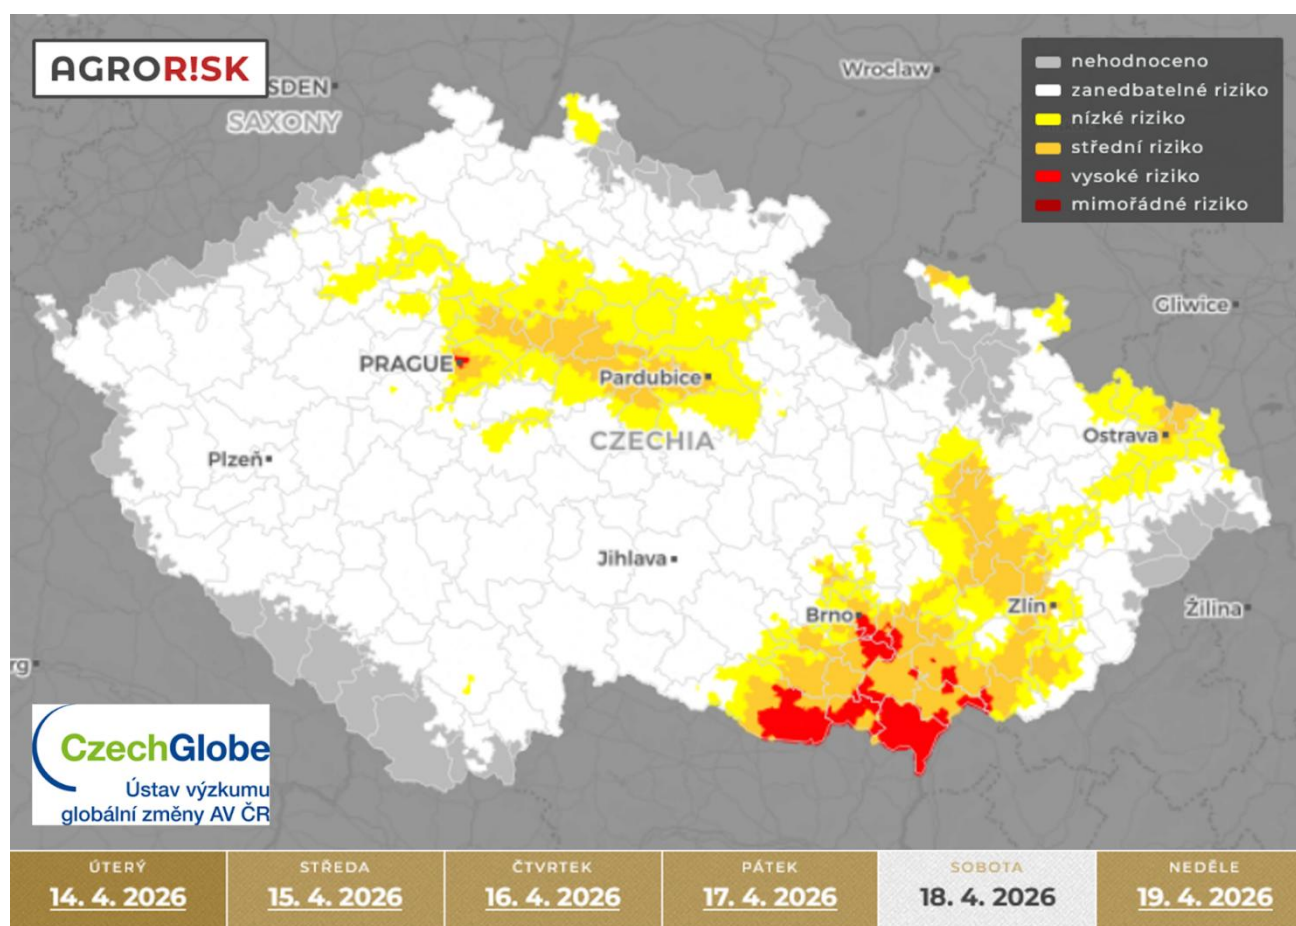 AGROR!SK
SDEN
SAXONY
Wroclaw
nehodnoceno
zanedbatelné riziko
nízké riziko
střední riziko
vysoké riziko
mimořádné riziko
Gliwice
PRAGUE
Pardubice
CZECHIA
Ostrava
Plzeň
Jihlava
Brno
Zlín
Žilina
rg
CzechGlobe
Ústav výzkumu
globální změny AV ČR
ÚTERÝ
14. 4. 2026
STŘEDA
15. 4. 2026
ČTVRTEK
16. 4. 2026
PÁTEK
17. 4. 2026
SOBOTA
18. 4. 2026
NEDĚLE
19. 4. 2026